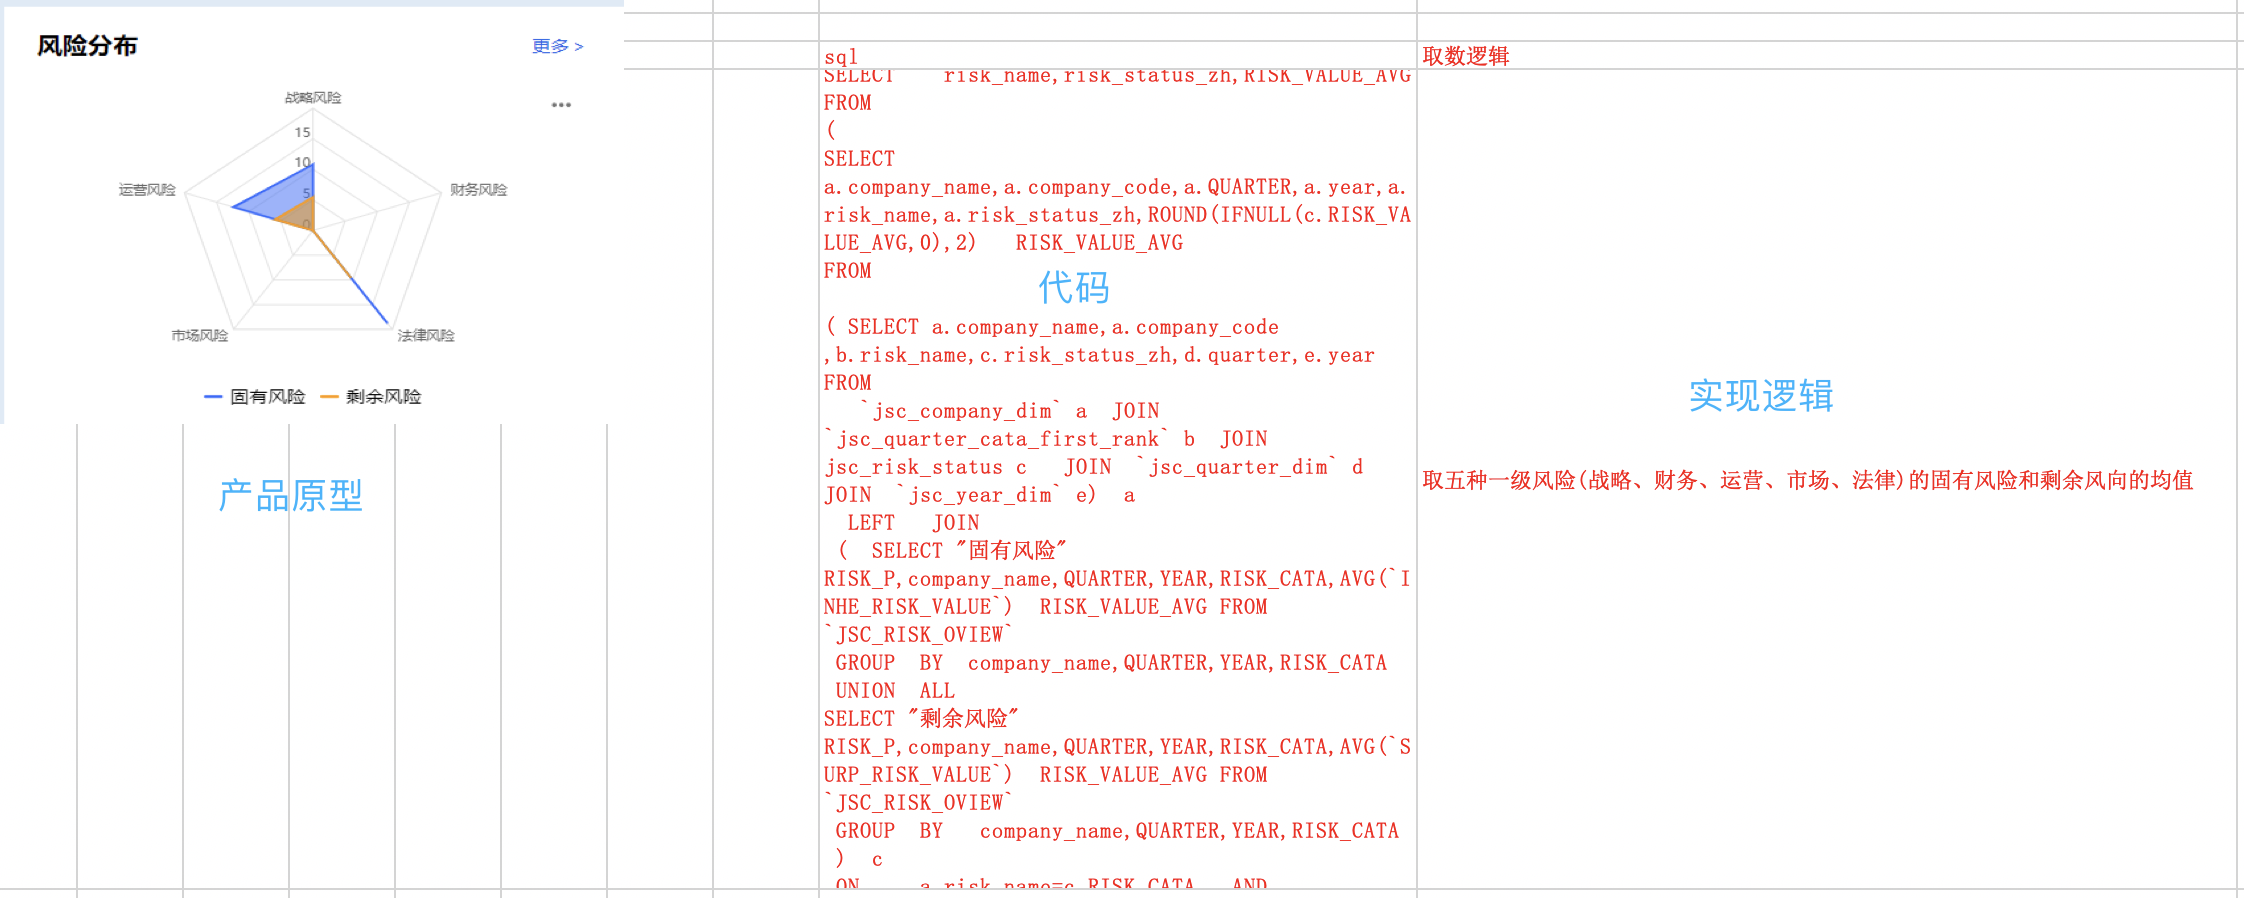 风险分布
更多 >
战略风险
15
10
5
0
运营风险
财务风险
市场风险
法律风险
固有风险
剩余风险
产品原型
sql
SELECT    risk_name,risk_status_zh,RISK_VALUE_AVG
FROM
(
SELECT
a.company_name,a.company_code,a.QUARTER,a.year,a.
risk_name,a.risk_status_zh,ROUND(IFNULL(c.RISK_VA
LUE_AVG,0),2)   RISK_VALUE_AVG
FROM
代码
( SELECT a.company_name,a.company_code
,b.risk_name,c.risk_status_zh,d.quarter,e.year
FROM
`jsc_company_dim` a  JOIN
`jsc_quarter_cata_first_rank` b  JOIN
jsc_risk_status c   JOIN  `jsc_quarter_dim` d
JOIN  `jsc_year_dim` e)  a
LEFT   JOIN
(  SELECT "固有风险"
RISK_P,company_name,QUARTER,YEAR,RISK_CATA,AVG(`I
NHE_RISK_VALUE`)  RISK_VALUE_AVG FROM
`JSC_RISK_OVIEW`
GROUP  BY  company_name,QUARTER,YEAR,RISK_CATA
UNION  ALL
SELECT "剩余风险"
RISK_P,company_name,QUARTER,YEAR,RISK_CATA,AVG(`S
URP_RISK_VALUE`)  RISK_VALUE_AVG FROM
`JSC_RISK_OVIEW`
GROUP  BY   company_name,QUARTER,YEAR,RISK_CATA
)  c
ON     a.risk_name=c.RISK_CATA   AND
取数逻辑
实现逻辑
取五种一级风险(战略、财务、运营、市场、法律)的固有风险和剩余风向的均值